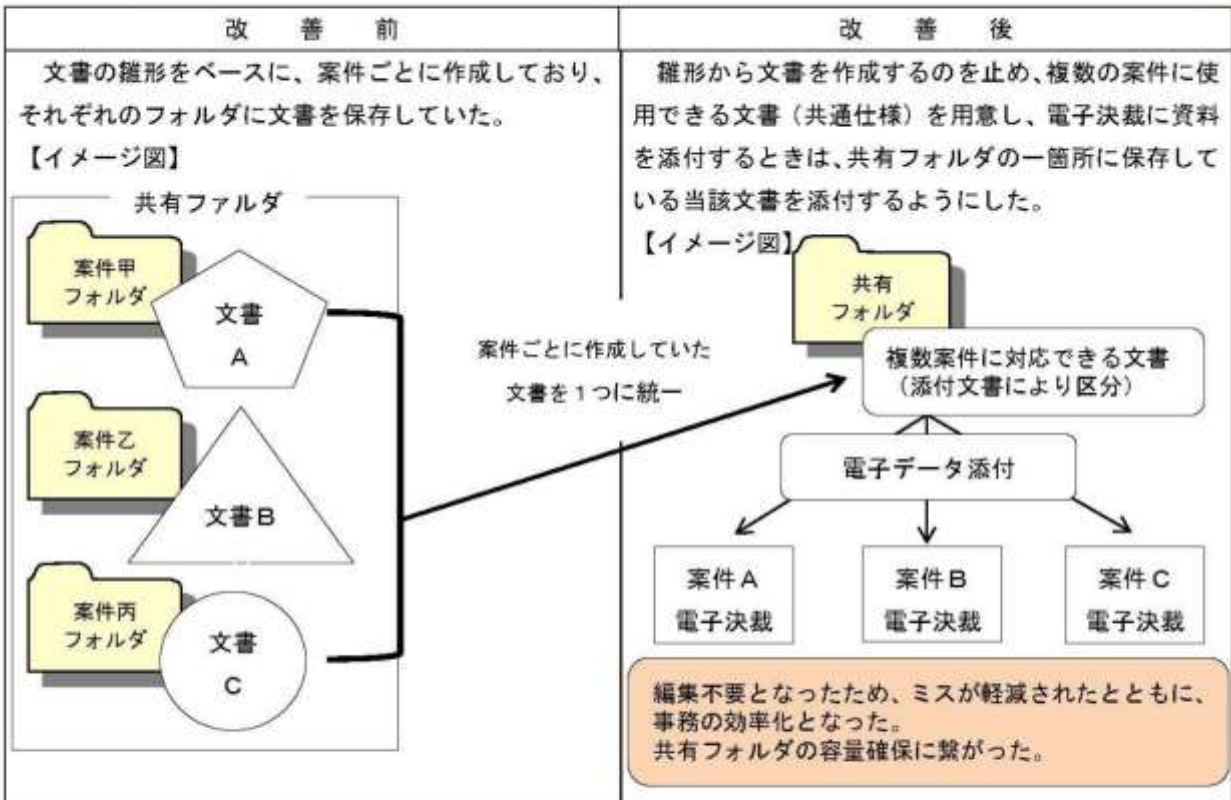 改善前
文書の雛形をベースに、案件ごとに作成しており、
それぞれのフォルダに文書を保存していた。
【イメージ図】
共有ファルダ
案件甲
フォルダ
文書
A
案件乙
フォルダ
文書B
案件丙
フォルダ
文書
C
案件ごとに作成していた
文書を1つに統一
改善後
雛形から文書を作成するのを止め、複数の案件に使
用できる文書（共通仕様）を用意し、電子決裁に資料
を添付するときは、共有フォルダの一箇所に保存して
いる当該文書を添付するようにした。
【イメージ図】
共有
フォルダ
複数案件に対応できる文書
（添付文書により区分）
電子データ添付
案件A
電子決裁
案件B
電子決裁
案件C
電子決裁
編集不要となったため、ミスが軽減されたとともに、
事務の効率化となった。
共有フォルダの容量確保に繋がった。